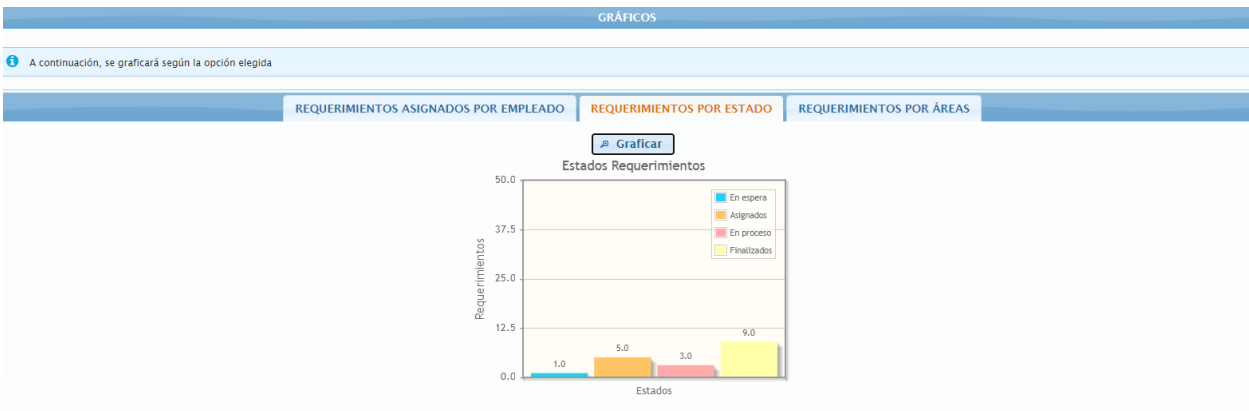 GRÁFICOS
A continuación, se graficará según la opción elegida
REQUERIMIENTOS ASIGNADOS POR EMPLEADO REQUERIMIENTOS POR ESTADO REQUERIMIENTOS POR ÁREAS
Graficar
Estados Requerimientos
50.0
37.5
25.0
12.5
0.0
Requerimientos
En espera
Asignados
En proceso
Finalizados
1.0
5.0
3.0
9.0
Estados